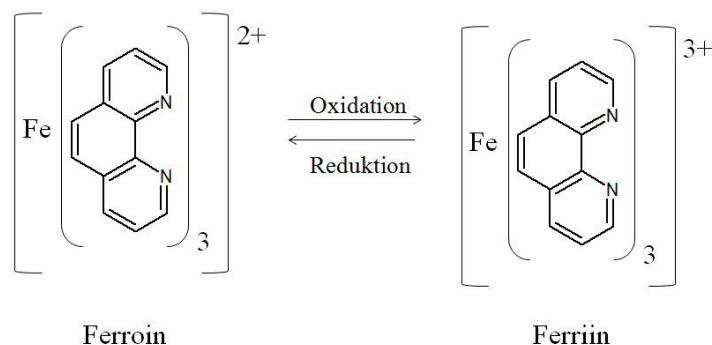 2+
3+
Fe
N
N
3
Oxidation
Reduktion
Fe
N
N
3
Ferroin
Ferriin